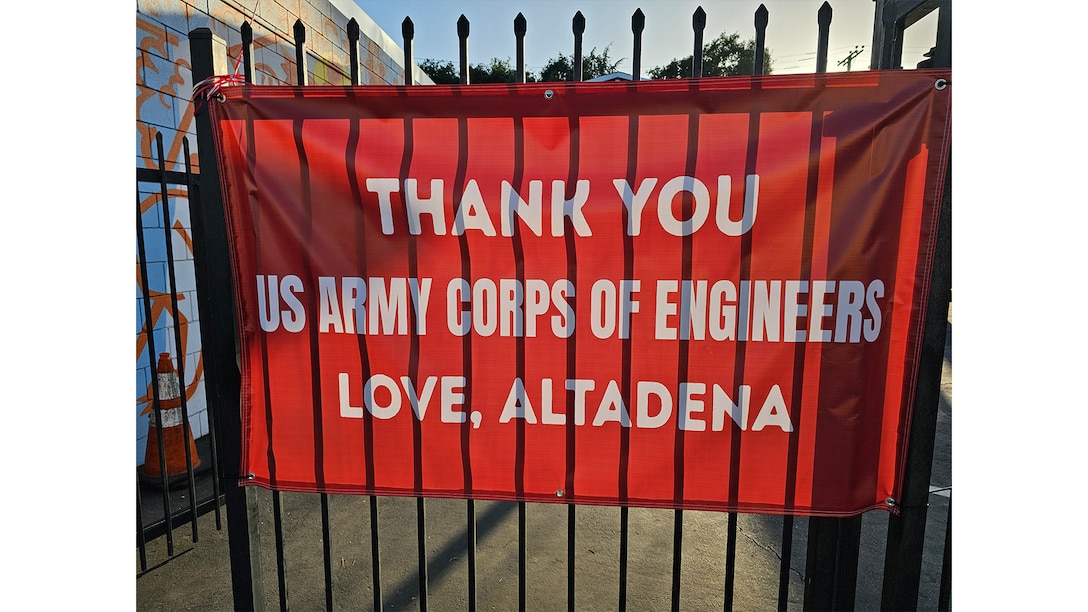 THANK YOU
US ARMY CORPS OF ENGINEERS
LOVE, ALTADENA